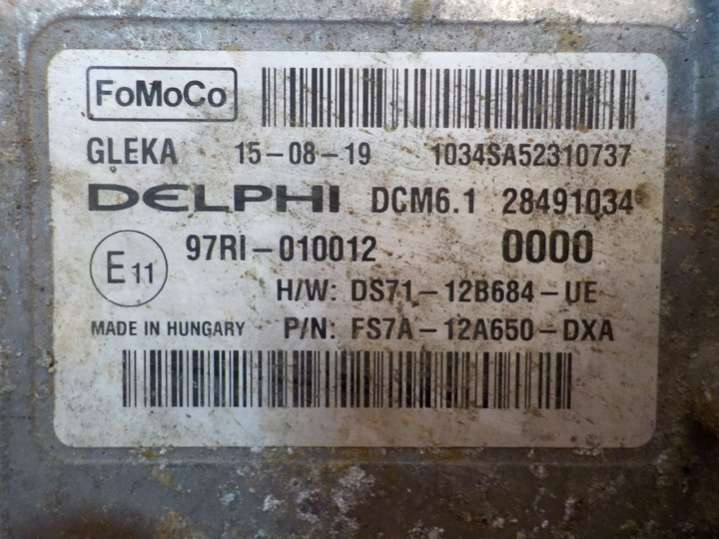 FoMoCo
GLEKA 15-08-19 1034SA52310737
DELPHI DCM6.1 28491034
E11 97RI-010012 0000
H/W: DS71-12B684-UE
MADE IN HUNGARY P/N: FS7A-12A650-DXA